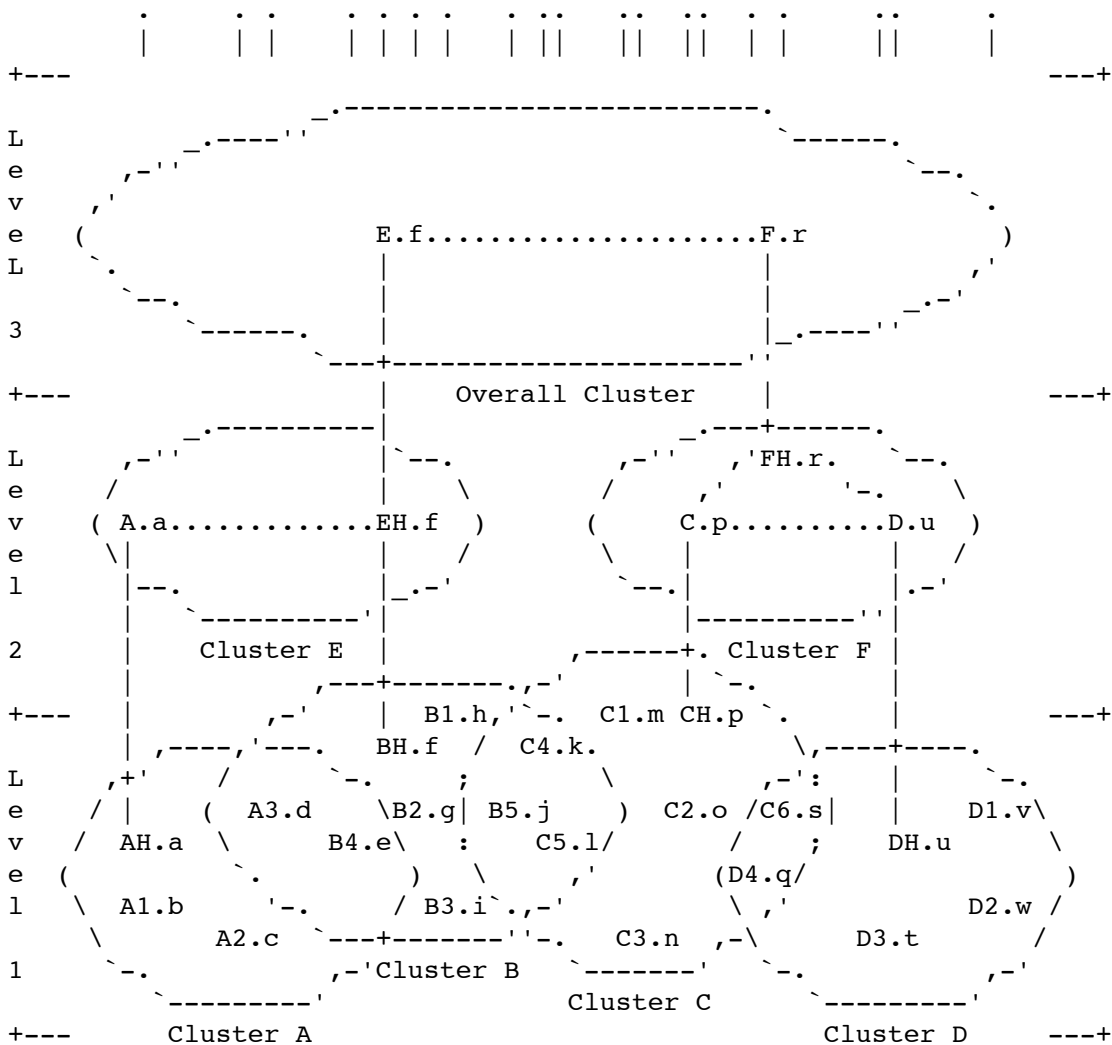 L
e
v
e E.f.....................F.r
L
3
Overall Cluster
L FH.r.
e
v A.a.............EH.f C.p..........D.u
e
l
2 Cluster E Cluster F
B1.h C1.m CH.p
BH.f C4.k.
L
e A3.d B2.g B5.j C2.o C6.s D1.v
v AH.a B4.e C5.l DH.u
e D4.q
l A1.b B3.i D2.w
A2.c C3.n D3.t
1 Cluster B
Cluster C
Cluster A Cluster D